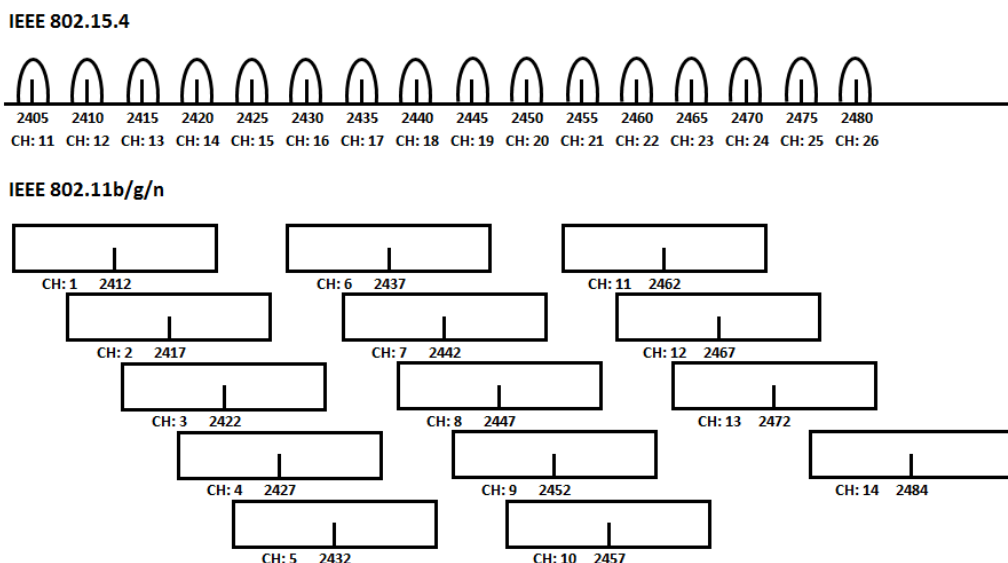 IEEE 802.15.4
2405 2410 2415 2420 2425 2430 2435 2440 2445 2450 2455 2460 2465 2470 2475 2480
CH: 11 CH: 12 CH: 13 CH: 14 CH: 15 CH: 16 CH: 17 CH: 18 CH: 19 CH: 20 CH: 21 CH: 22 CH: 23 CH: 24 CH: 25 CH: 26
IEEE 802.11b/g/n
CH: 1 2412 CH: 6 2437 CH: 11 2462
CH: 2 2417 CH: 7 2442 CH: 12 2467
CH: 3 2422 CH: 8 2447 CH: 13 2472
CH: 4 2427 CH: 9 2452 CH: 14 2484
CH: 5 2432 CH: 10 2457